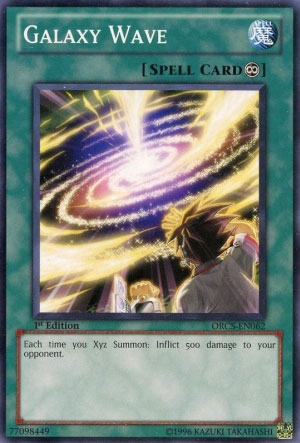 GALAXY WAVE
SPELL
魔
[SPELL CARD]
1st Edition
ORCS-EN062
Each time you Xyz Summon: Inflict 500 damage to your
opponent.
77098449
©1996 KAZUKI TAKAHASHI